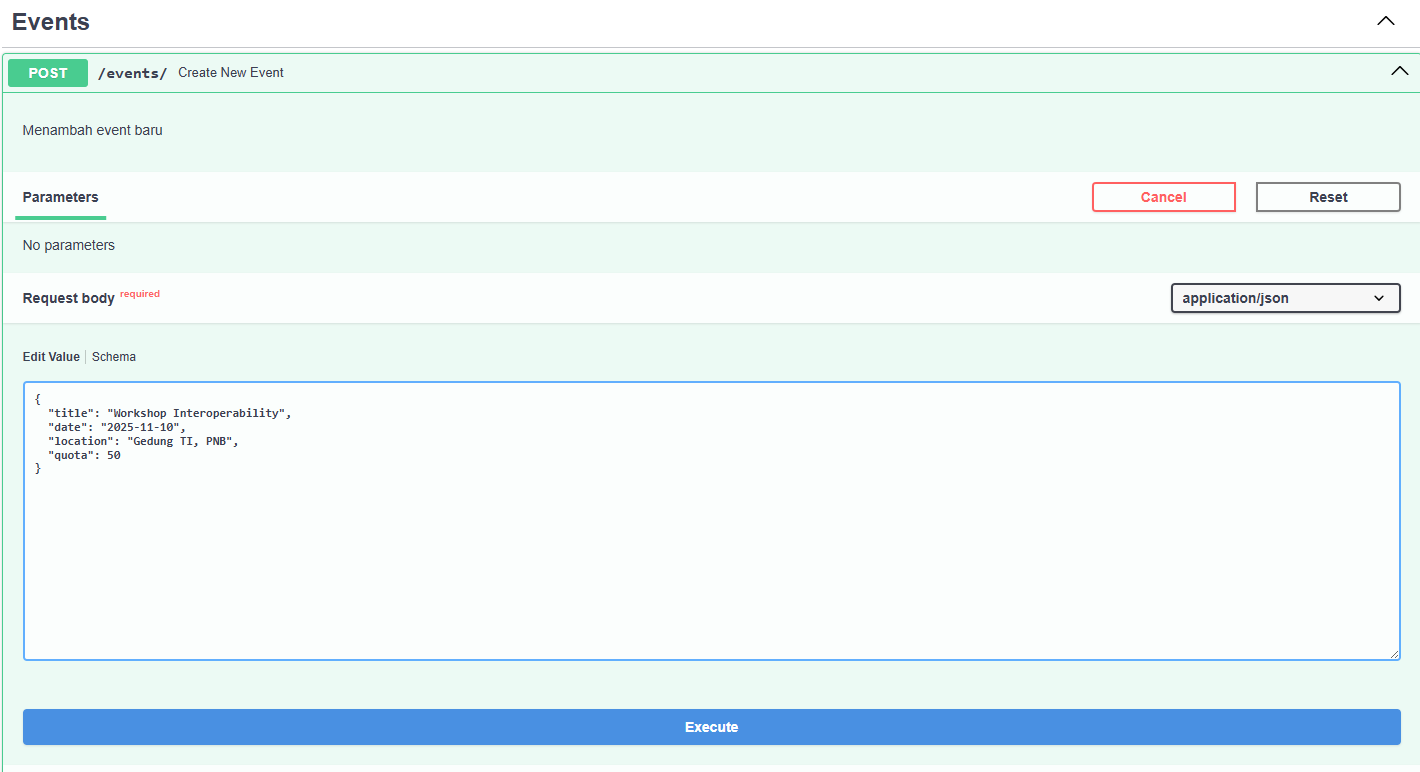 Events
POST /events/ Create New Event
Menambah event baru
Parameters Cancel Reset
No parameters
Request body required application/json
Edit Value Schema
{
  "title": "Workshop Interoperability",
  "date": "2025-11-10",
  "location": "Gedung TI, PNB",
  "quota": 50
}
Execute